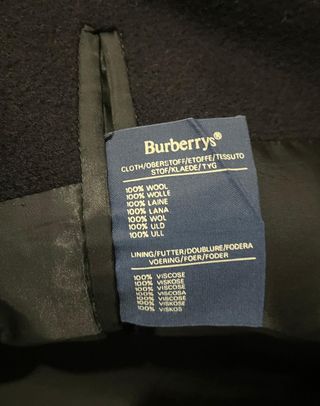 Burberrys®
CLOTH/OBERSTOFF/ETOFFE/TESSUTO
STOF/KLAEDE/TYG
100% WOOL
100% WOLLE
100% LAINE
100% LANA
100% WOL
100% ULD
100% ULL
LINING/FUTTER/DOUBLURE/FODERA
VOERING/FOER/FODER
100% VISCOSE
100% VISKOSE
100% VISCOSE
100% VISCOSA
100% VISCOSE
100% VISKOSE
100% VISKOS